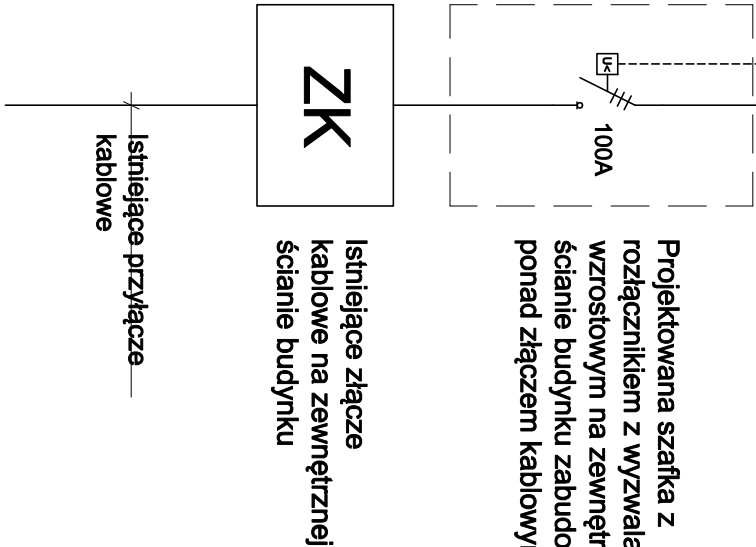 U<
100A
Projektowana szafka z
rozłącznikiem z wyzwala
wzrostowym na zewnętr
ścianie budynku zabudo
ponad złączem kablowy
ZK
Istniejące złącze
kablowe na zewnętrznej
ścianie budynku
Istniejące przyłącze
kablowe